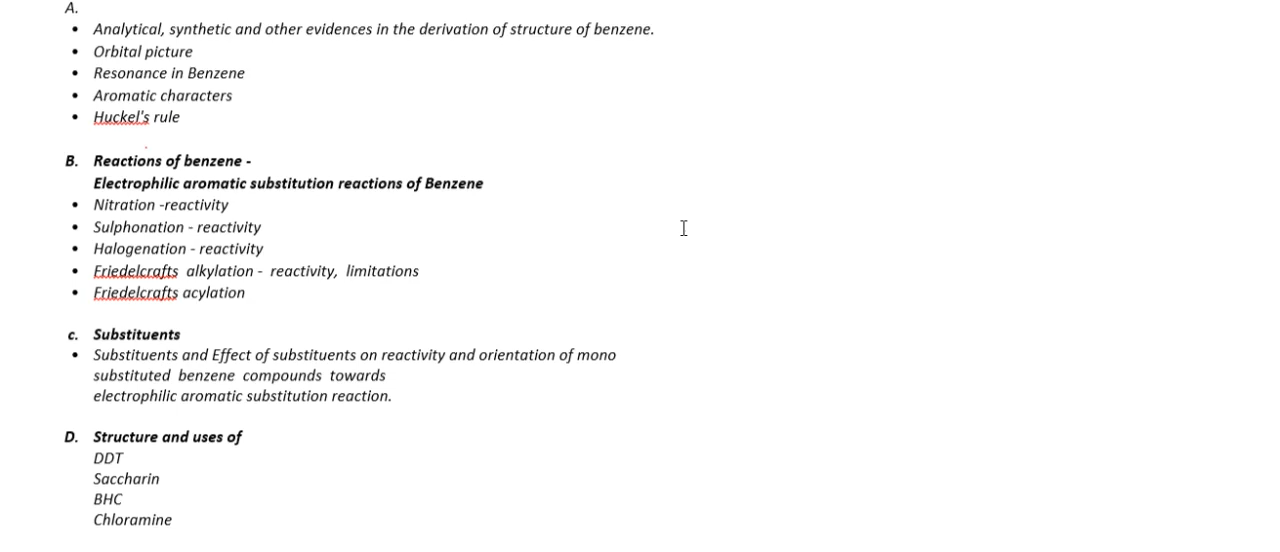 A.
• Analytical, synthetic and other evidences in the derivation of structure of benzene.
• Orbital picture
• Resonance in Benzene
• Aromatic characters
• Huckel's rule
B. Reactions of benzene -
Electrophilic aromatic substitution reactions of Benzene
• Nitration -reactivity
• Sulphonation - reactivity
• Halogenation - reactivity
• Friedelcrafts alkylation - reactivity, limitations
• Friedelcrafts acylation
c. Substituents
• Substituents and Effect of substituents on reactivity and orientation of mono
substituted benzene compounds towards
electrophilic aromatic substitution reaction.
D. Structure and uses of
DDT
Saccharin
BHC
Chloramine